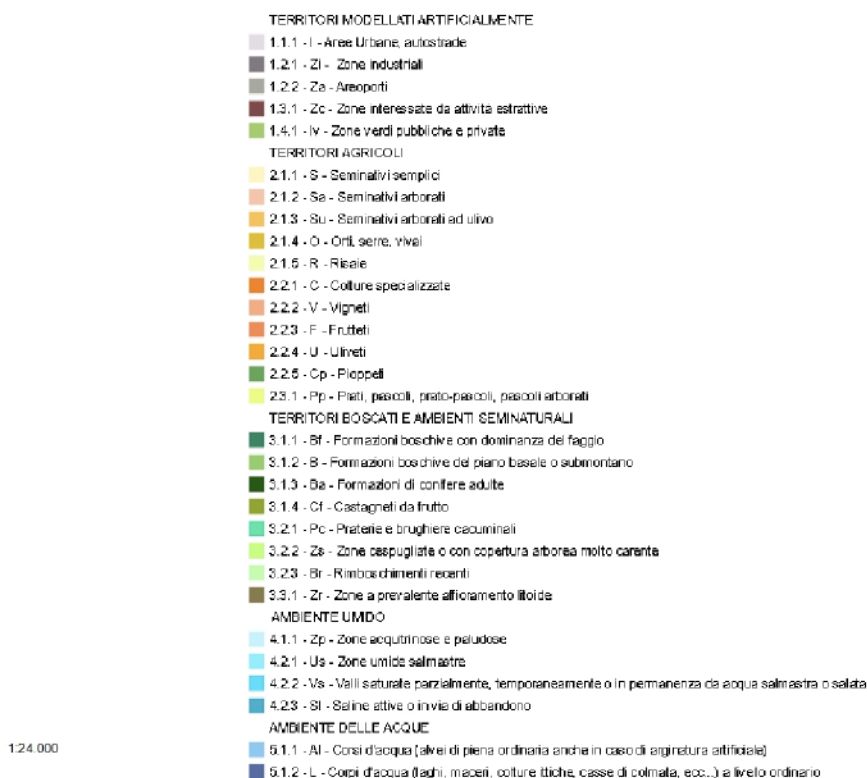 TERRITORI MODELLATI ARTIFICIALMENTE
1.1.1 - I - Aree Urbane, autostrade
1.2.1 - Zi - Zone industriali
1.2.2 - Za - Areoporti
1.3.1 - Zc - Zone interessate da attività estrattive
1.4.1 - Iv - Zone verdi pubbliche e private
TERRITORI AGRICOLI
2.1.1 - S - Seminativi semplici
2.1.2 - Sa - Seminativi arborati
2.1.3 - Su - Seminativi arborati ad ulivo
2.1.4 - O - Orti, serre, vivai
2.1.5 - R - Risaie
2.2.1 - C - Colture specializzate
2.2.2 - V - Vigneti
2.2.3 - F - Frutteti
2.2.4 - U - Uliveti
2.2.5 - Cp - Pioppeti
2.3.1 - Pp - Prati, pascoli, prato-pascoli, pascoli arborati
TERRITORI BOSCATI E AMBIENTI SEMINATURALI
3.1.1 - Bf - Formazioni boschive con dominanza del faggio
3.1.2 - B - Formazioni boschive del piano basale o submontano
3.1.3 - Ba - Formazioni di conifere adulte
3.1.4 - Cf - Castagneti da frutto
3.2.1 - Pc - Praterie e brughiere cacuminali
3.2.2 - Zs - Zone cespugliate o con copertura arborea molto carente
3.2.3 - Br - Rimboschimenti recenti
3.3.1 - Zr - Zone a prevalente affioramento litoide
AMBIENTE UMIDO
4.1.1 - Zp - Zone acquitrinose e paludose
4.2.1 - Us - Zone umide salmastre
4.2.2 - Vs - Valli saturate parzialmente, temporaneamente o in permanenza da acqua salmastra o salata
4.2.3 - Sl - Saline attive o in via di abbandono
AMBIENTE DELLE ACQUE
5.1.1 - Al - Corsi d'acqua (alvei di piena ordinaria anche in caso di arginatura artificiale)
5.1.2 - L - Corpi d'acqua (laghi, maceri, colture ittiche, casse di colmata, ecc..) a livello ordinario
1:24.000